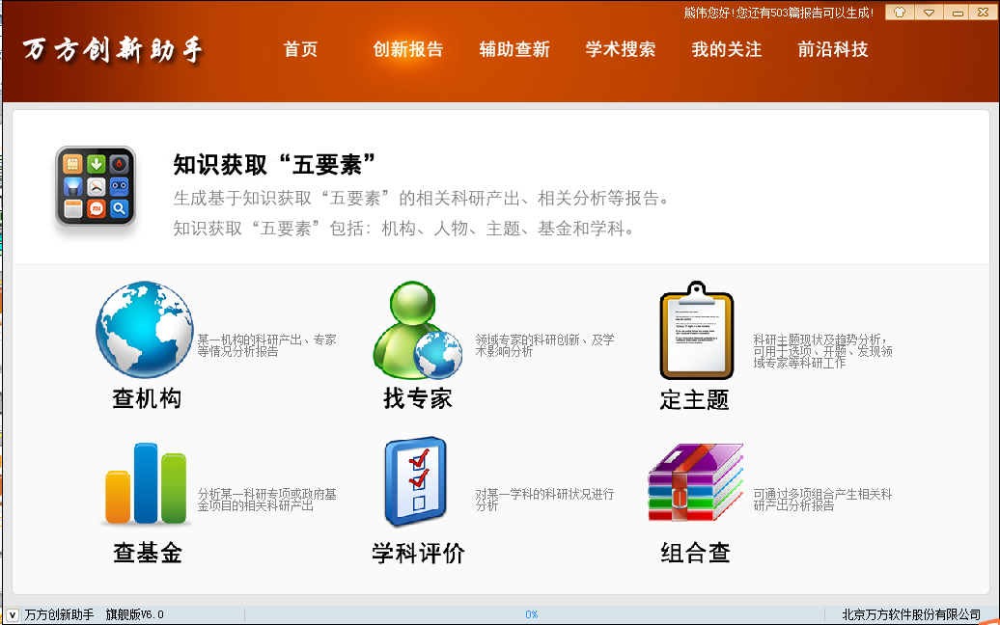 熊伟您好!您还有503篇报告可以生成!
万方创新助手
首页 创新报告 辅助查新 学术搜索 我的关注 前沿科技
知识获取“五要素”
生成基于知识获取“五要素”的相关科研产出、相关分析等报告。
知识获取“五要素”包括：机构、人物、主题、基金和学科。
某一机构的科研产出、专家
等情况分析报告
查机构
领域专家的科研创新、及学
术影响分析
找专家
科研主题现状及趋势分析，
可用于选项、开题、发现领
域专家等科研工作
定主题
分析某一科研专项或政府基
金项目的相关科研产出
查基金
对某一学科的科研状况进行
分析
学科评价
可通过多项组合产生相关科
研产出分析报告
组合查
V 万方创新助手 旗舰版V6.0
0%
北京万方软件股份有限公司